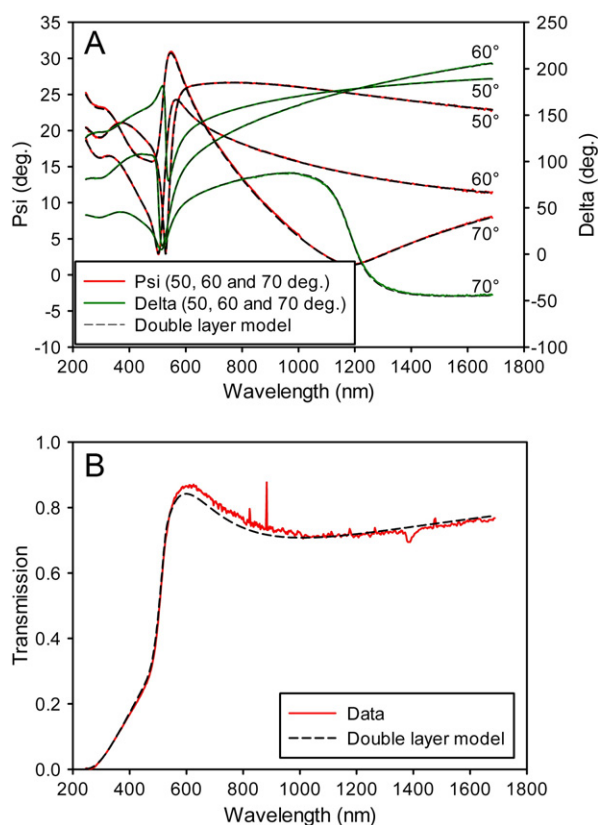 A
35
30
25
20
15
10
5
0
-5
-10
Psi (deg.)
250
200
150
100
50
0
-50
-100
Delta (deg.)
60°
50°
50°
60°
70°
70°
Psi (50, 60 and 70 deg.)
Delta (50, 60 and 70 deg.)
Double layer model
200 400 600 800 1000 1200 1400 1600 1800
Wavelength (nm)
B
1.0
0.8
0.6
0.4
0.2
0.0
Transmission
Data
Double layer model
200 400 600 800 1000 1200 1400 1600 1800
Wavelength (nm)